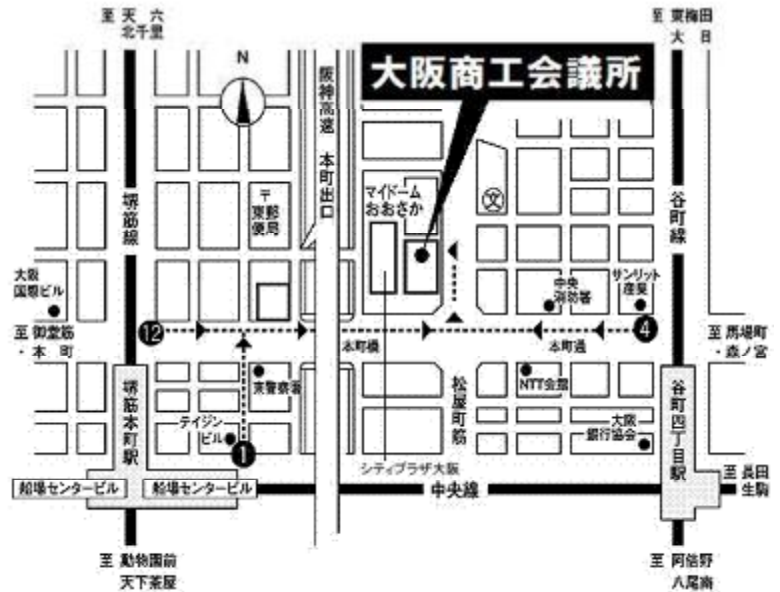 至 天 六
北千里
至 東梅田
大 日
N
大阪商工会議所
阪神高速 本町出口
堺筋線
谷町線
〒
東郵
便局
マイドーム
おおさか
文
大阪
国際ビル
中央
消防署
サンリット
産業
至 御堂筋
・本 町
12
4
至 馬場町
・森ノ宮
本町橋
本町通
東警察署
NTT会館
松屋町筋
堺筋本町駅
谷町四丁目駅
テイジン
ビル
1
大阪
銀行協会
シティプラザ大阪
至 長田
生駒
船場センタービル
船場センタービル
中央線
至 動物園前
天下茶屋
至 阿倍野
八尾南